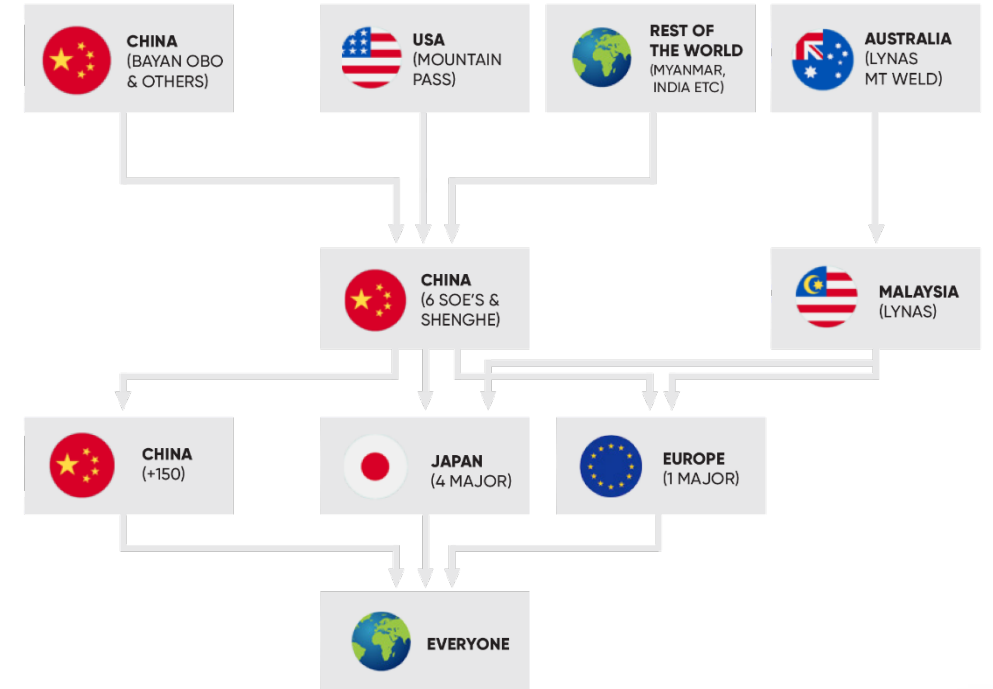 CHINA
(BAYAN OBO
& OTHERS)
USA
(MOUNTAIN
PASS)
REST OF
THE WORLD
(MYANMAR,
INDIA ETC)
AUSTRALIA
(LYNAS
MT WELD)
CHINA
(6 SOE'S &
SHENGHE)
MALAYSIA
(LYNAS)
CHINA
(+150)
JAPAN
(4 MAJOR)
EUROPE
(1 MAJOR)
EVERYONE